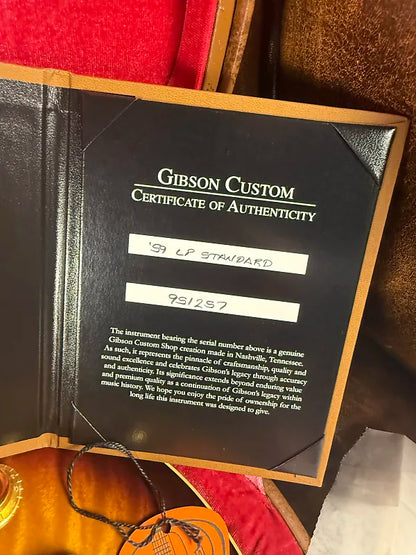 GIBSON CUSTOM
CERTIFICATE OF AUTHENTICITY
'59 LP STANDARD
951257
The instrument bearing the serial number above is a genuine
Gibson Custom Shop creation made in Nashville, Tennessee.
As such, it represents the pinnacle of craftsmanship, quality and
sound excellence and celebrates Gibson's legacy through accuracy
and authenticity. Its significance extends beyond enduring value
and premium quality as a continuation of Gibson's legacy within
music history. We hope you enjoy the pride of ownership for the
long life this instrument was designed to give.